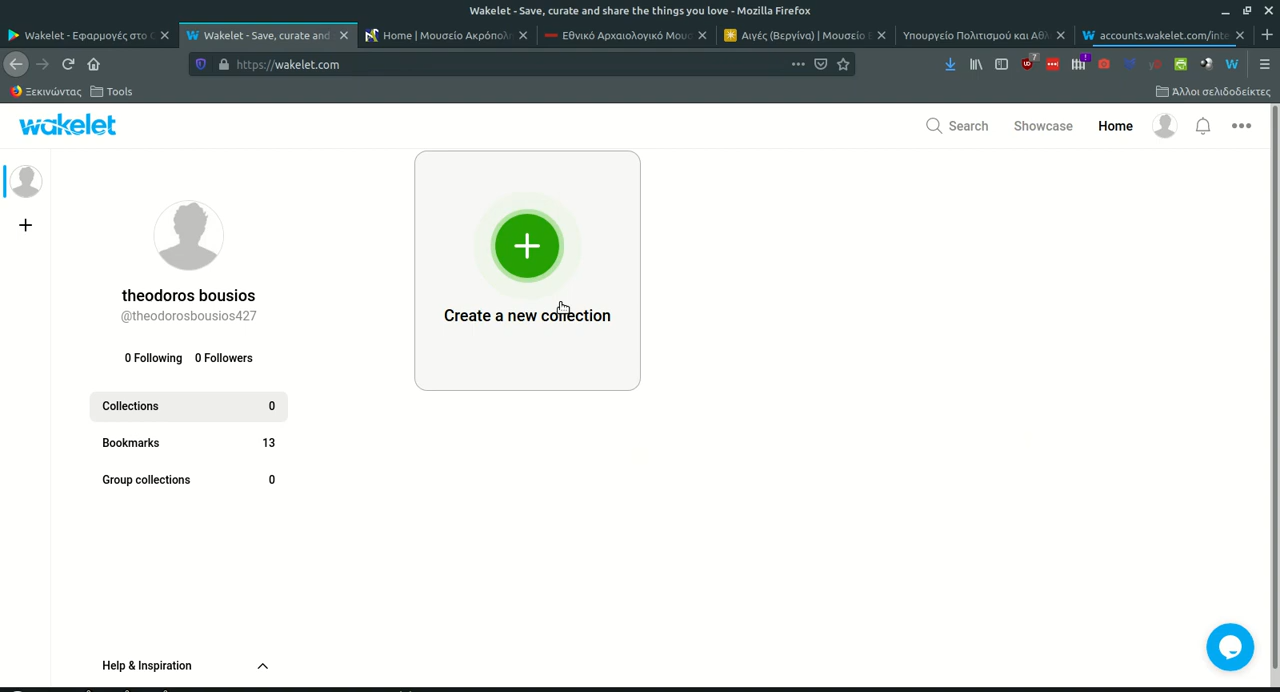 Wakelet - Save, curate and share the things you love - Mozilla Firefox
Wakelet - Εφαρμογές στο
Wakelet - Save, curate and
Home | Μουσείο Ακρόπολ
Εθνικό Αρχαιολογικό Μου
Αιγές (Βεργίνα) | Μουσείο
Υπουργείο Πολιτισμού και Αθλ
accounts.wakelet.com/inte
https://wakelet.com
Ξεκινώντας
Tools
Άλλοι σελιδοδείκτες
wakelet
Search
Showcase
Home
theodoros bousios
@theodorosbousios427
0 Following 0 Followers
Collections 0
Bookmarks 13
Group collections 0
Create a new collection
Help & Inspiration